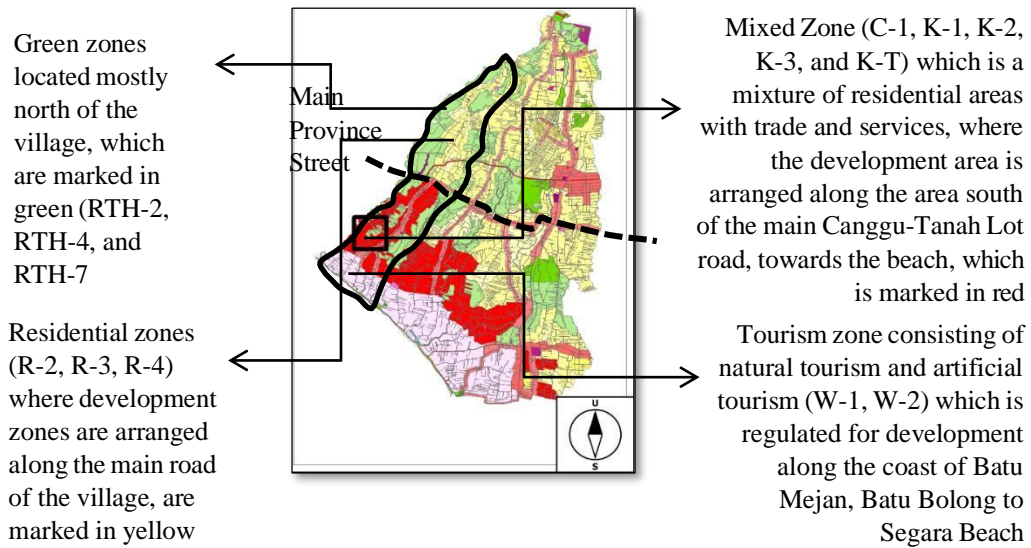 Green zones
located mostly
north of the
village, which
are marked in
green (RTH-2,
RTH-4, and
RTH-7
Residential zones
(R-2, R-3, R-4)
where development
zones are arranged
along the main road
of the village, are
marked in yellow
Main
Province
Street
U
S
Mixed Zone (C-1, K-1, K-2,
K-3, and K-T) which is a
mixture of residential areas
with trade and services, where
the development area is
arranged along the area south
of the main Canggu-Tanah Lot
road, towards the beach, which
is marked in red
Tourism zone consisting of
natural tourism and artificial
tourism (W-1, W-2) which is
regulated for development
along the coast of Batu
Mejan, Batu Bolong to
Segara Beach